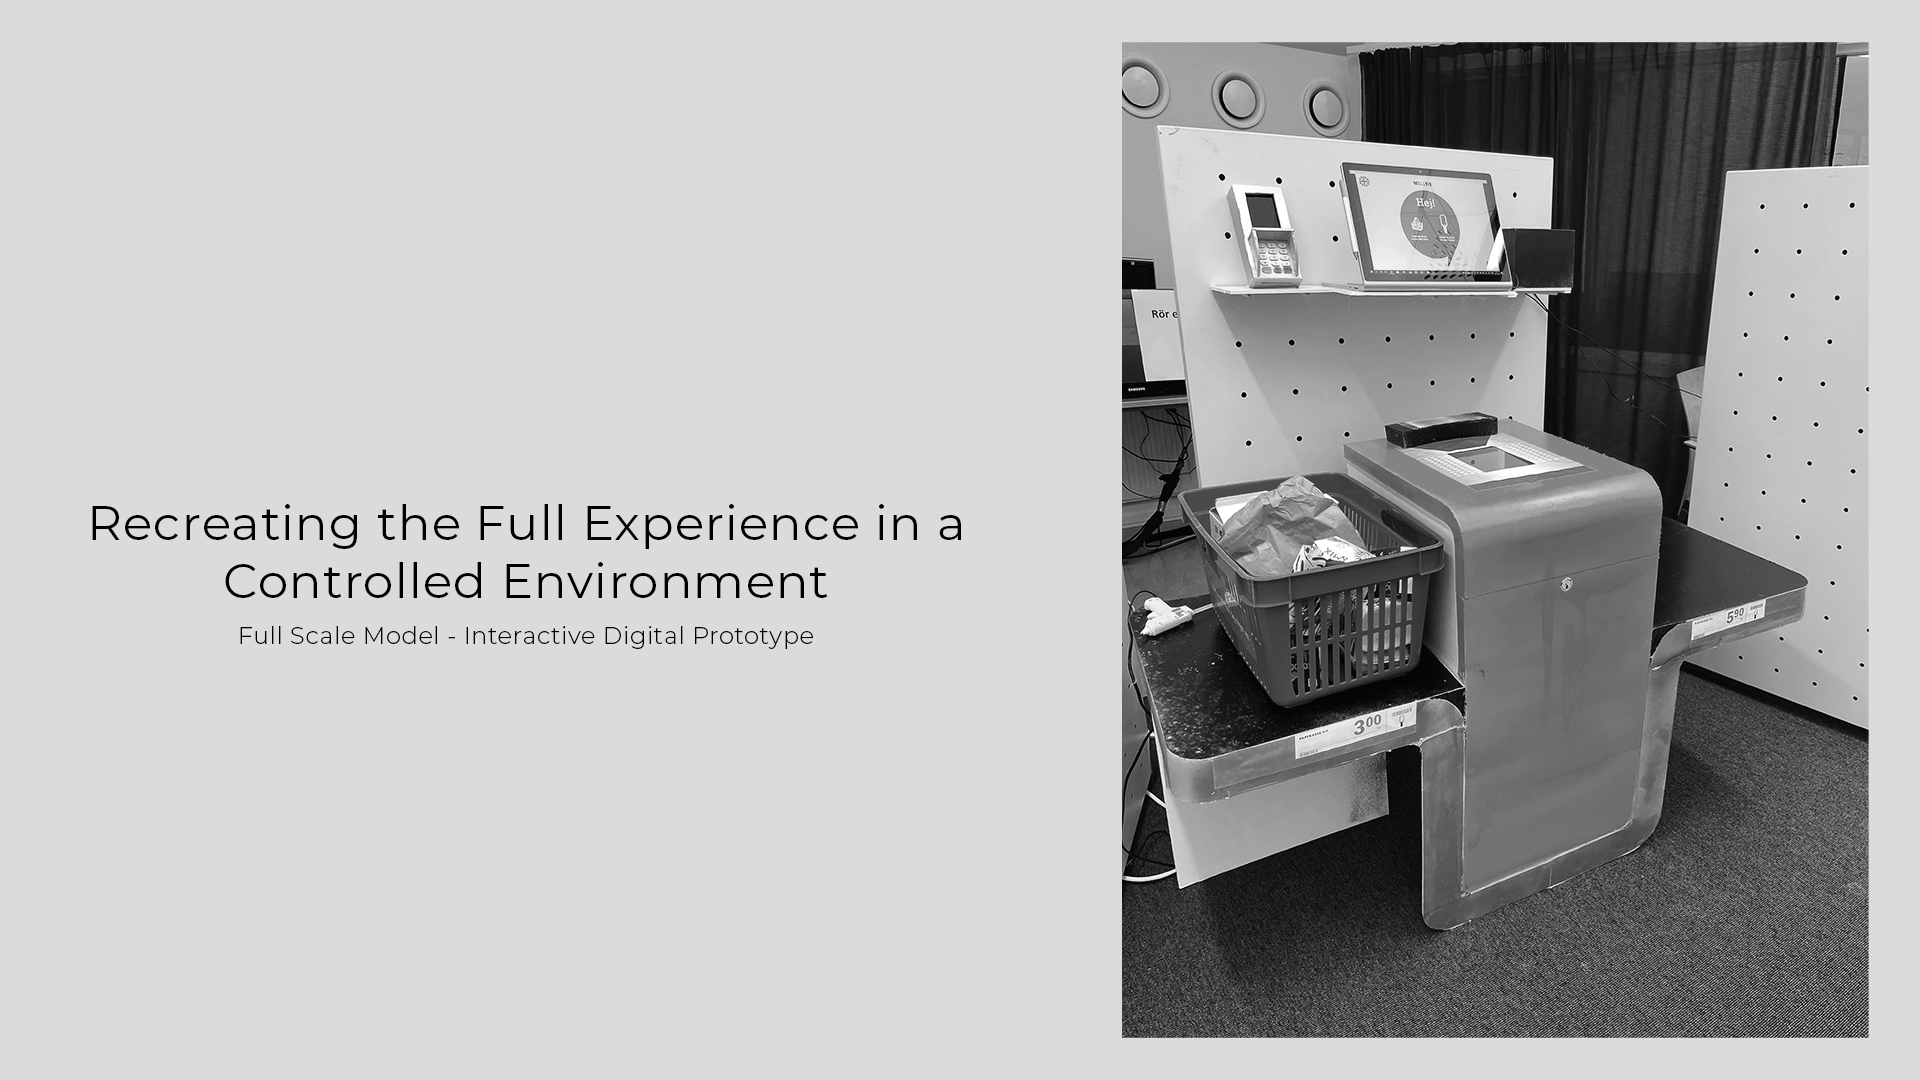 Recreating the Full Experience in a
Controlled Environment
Full Scale Model - Interactive Digital Prototype
WILLYS
Hej!
Rör e
SAMSUNG
5 90
3 00